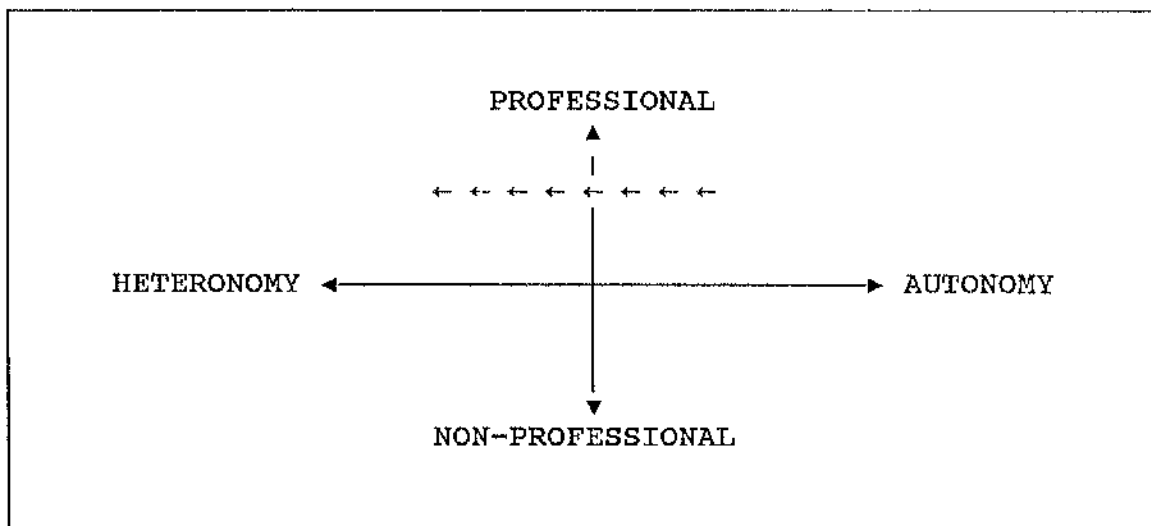 PROFESSIONAL
← ← ← ← ← ← ← ←
HETERONOMY AUTONOMY
NON-PROFESSIONAL